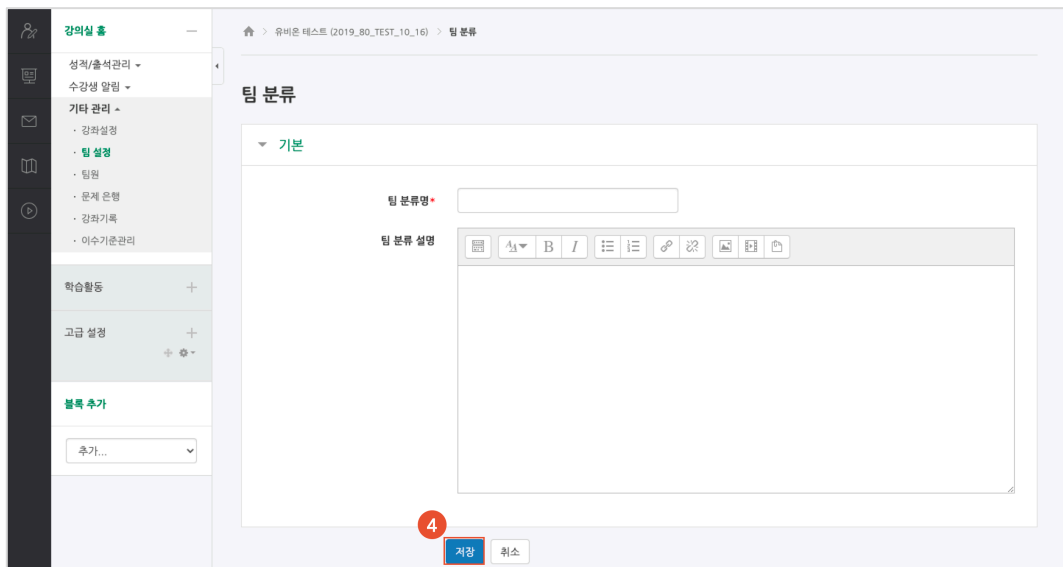 강의실 홈
성적/출석관리
수강생 알림
기타 관리
· 강좌설정
· 팀 설정
· 팀원
· 문제 은행
· 강좌기록
· 이수기준관리
학습활동
고급 설정
블록 추가
추가...
> 유비온 테스트 (2019_80_TEST_10_16) > 팀 분류
팀 분류
기본
팀 분류명*
팀 분류 설명
B I
4
저장 취소